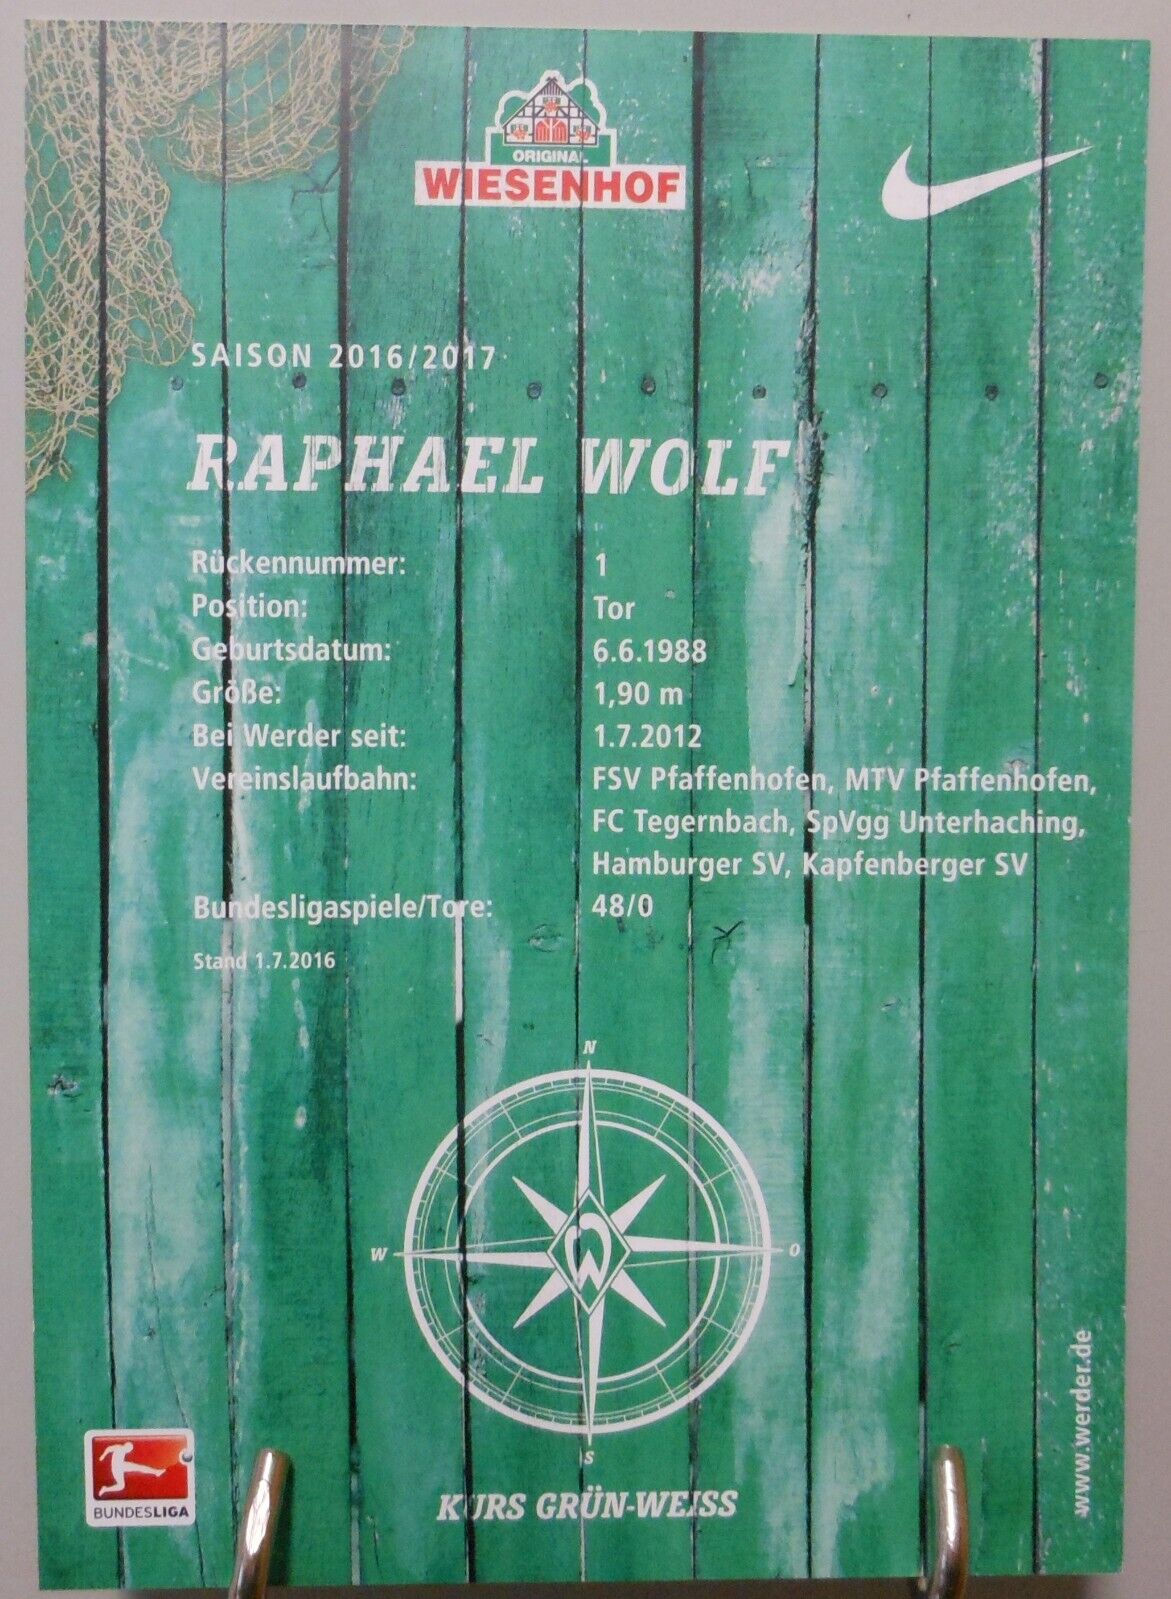 ORIGINAL
WIESENHOF
SAISON 2016/2017
RAPHAEL WOLF
Rückennummer: 1
Position: Tor
Geburtsdatum: 6.6.1988
Größe: 1,90 m
Bei Werder seit: 1.7.2012
Vereinslaufbahn: FSV Pfaffenhofen, MTV Pfaffenhofen,
FC Tegernbach, SpVgg Unterhaching,
Hamburger SV, Kapfenberger SV
Bundesligaspiele/Tore: 48/0
Stand 1.7.2016
N
W O
W
S
KURS GRÜN-WEISS
BUNDESLIGA
www.werder.de